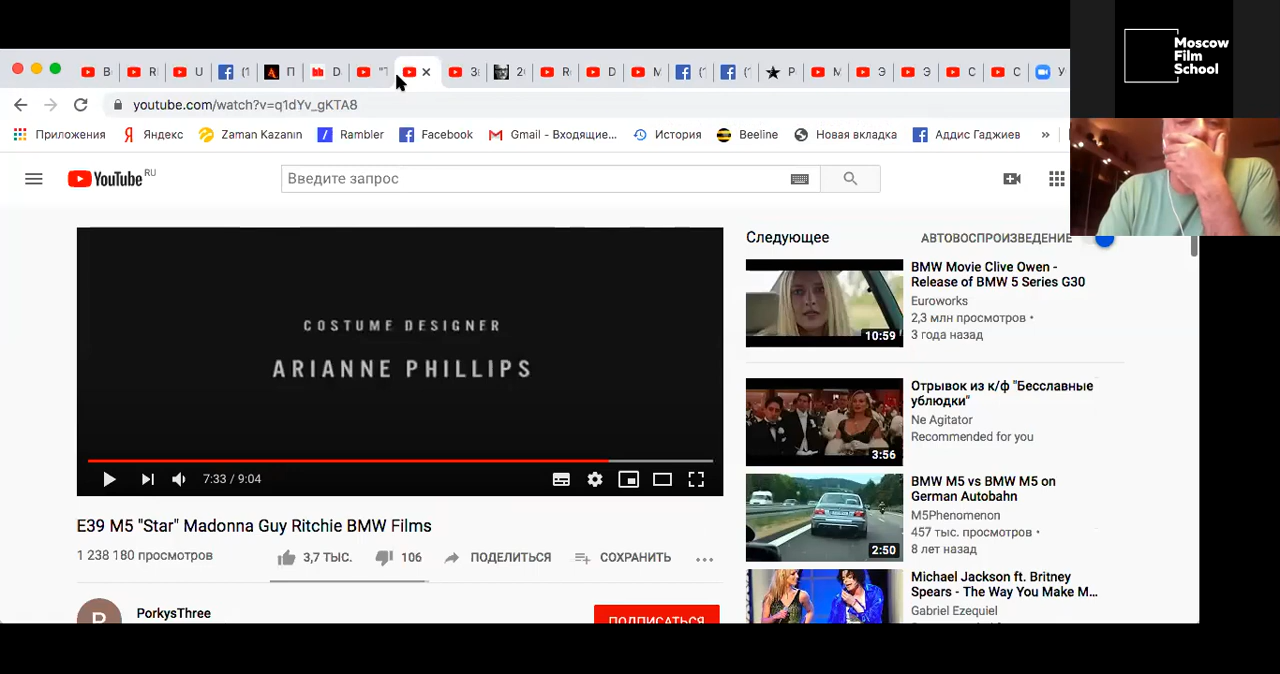 Moscow
Film
School
В
R
U
(1
П
D
"Т
3
2
R
D
M
(
(
P
M
Э
Э
C
C
У
youtube.com/watch?v=q1dYv_gKTA8
Приложения
Яндекс
Zaman Kazanın
Rambler
Facebook
Gmail - Входящие...
История
Beeline
Новая вкладка
Аддис Гаджиев
»
YouTube RU
Введите запрос
COSTUME DESIGNER
ARIANNE PHILLIPS
7:33 / 9:04
E39 M5 "Star" Madonna Guy Ritchie BMW Films
1 238 180 просмотров
3,7 ТЫС.
106
ПОДЕЛИТЬСЯ
СОХРАНИТЬ
PorkysThree
ПОДПИСАТЬСЯ
Следующее
АВТОВОСПРОИЗВЕДЕНИЕ
10:59
BMW Movie Clive Owen -
Release of BMW 5 Series G30
Euroworks
2,3 млн просмотров •
3 года назад
3:56
Отрывок из к/ф "Бесславные
ублюдки"
Ne Agitator
Recommended for you
2:50
BMW M5 vs BMW M5 on
German Autobahn
M5Phenomenon
457 тыс. просмотров •
8 лет назад
Michael Jackson ft. Britney
Spears - The Way You Make M...
Gabriel Ezequiel